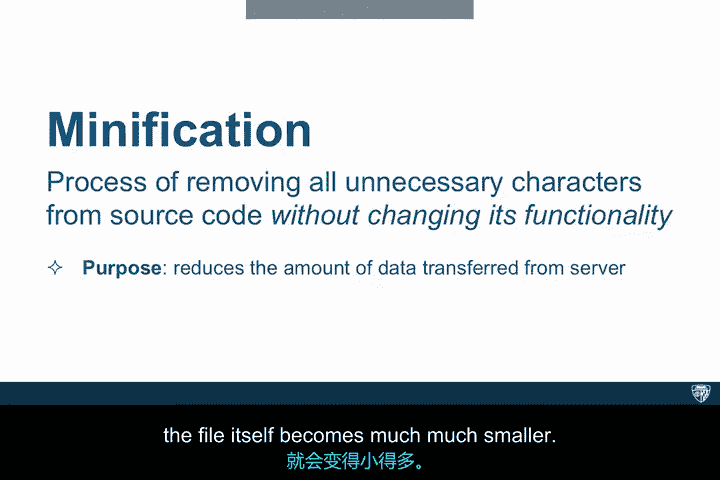 Minification
Process of removing all unnecessary characters
from source code without changing its functionality
✧ Purpose: reduces the amount of data transferred from server
the file itself becomes much much smaller.
就会变得小得多。